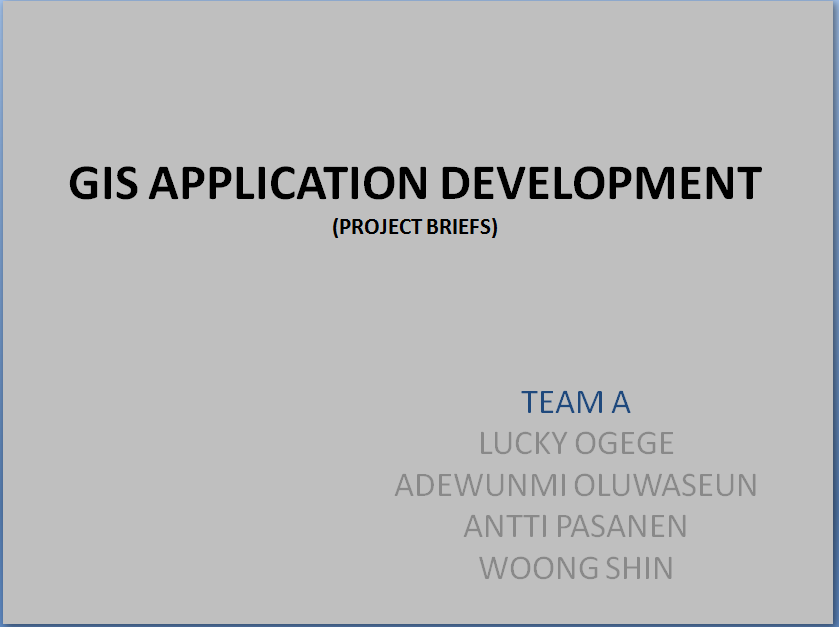 GIS APPLICATION DEVELOPMENT
(PROJECT BRIEFS)
TEAM A
LUCKY OGEGE
ADEWUNMI OLUWASEUN
ANTTI PASANEN
WOONG SHIN